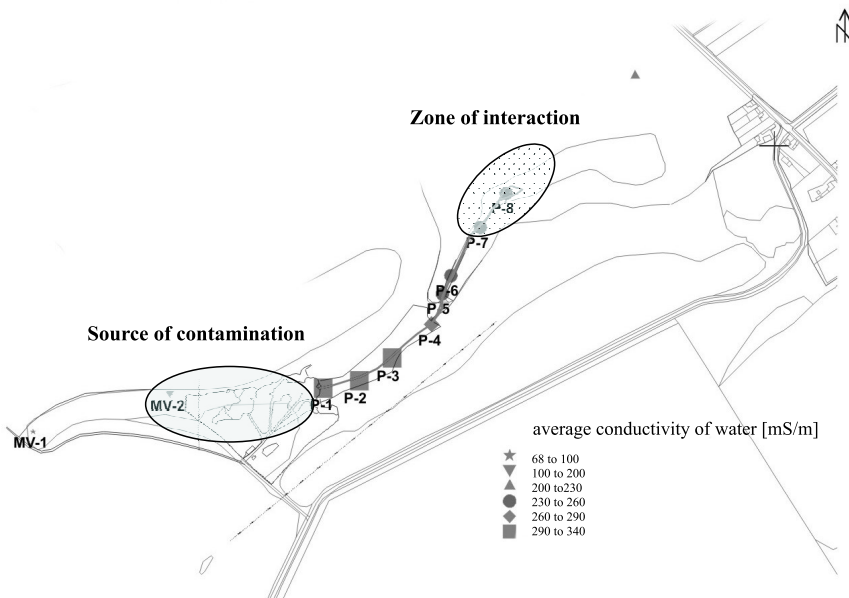 N
Zone of interaction
P-8
P-7
P-6
P-5
P-4
Source of contamination
P-3
MV-2
P-1
P-2
MV-1
average conductivity of water [mS/m]
68 to 100
100 to 200
200 to230
230 to 260
260 to 290
290 to 340